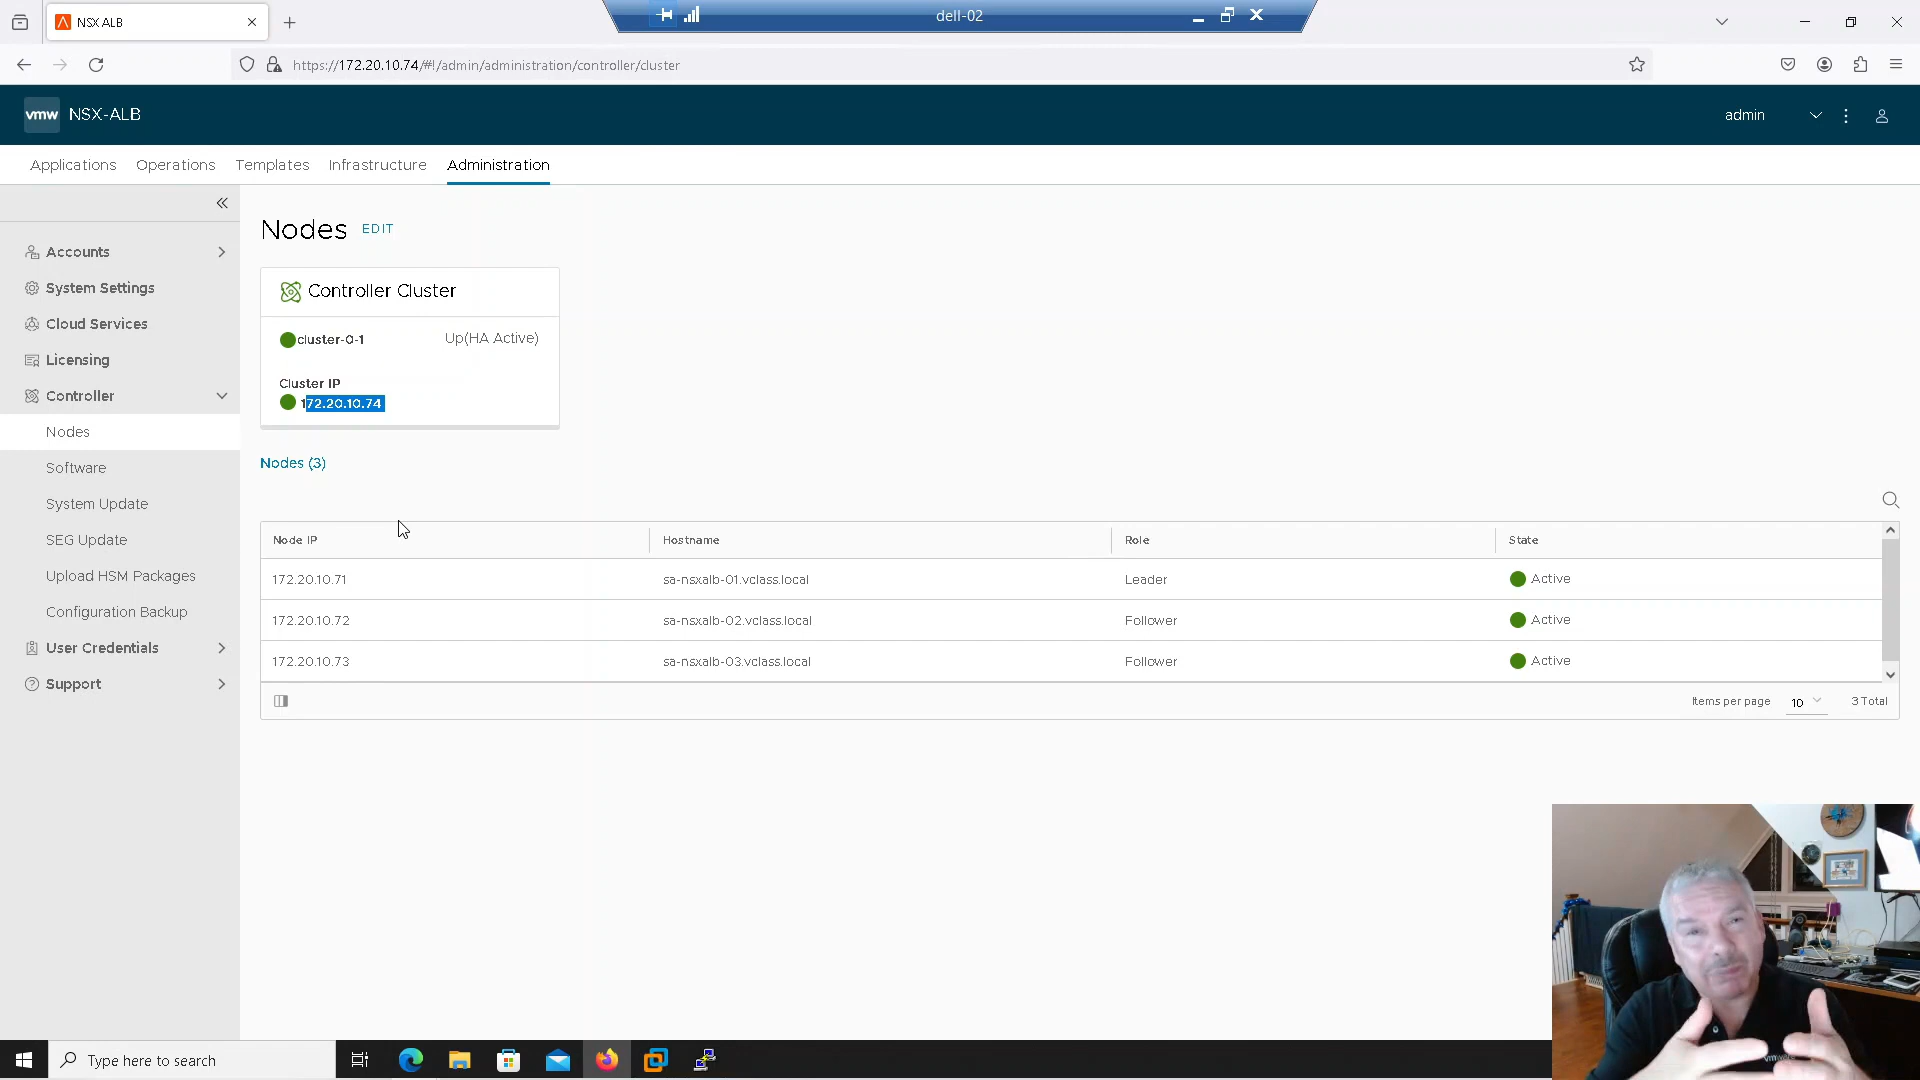 NSX ALB
dell-02
https://172.20.10.74/#!/admin/administration/controller/cluster
vmw NSX-ALB
admin
Applications Operations Templates Infrastructure Administration
Accounts
System Settings
Cloud Services
Licensing
Controller
Nodes
Software
System Update
SEG Update
Upload HSM Packages
Configuration Backup
User Credentials
Support
Nodes EDIT
Controller Cluster
cluster-0-1 Up(HA Active)
Cluster IP
172.20.10.74
Nodes (3)
Node IP Hostname Role State
172.20.10.71 sa-nsxalb-01.vclass.local Leader Active
172.20.10.72 sa-nsxalb-02.vclass.local Follower Active
172.20.10.73 sa-nsxalb-03.vclass.local Follower Active
Items per page 10 3 Total
Type here to search